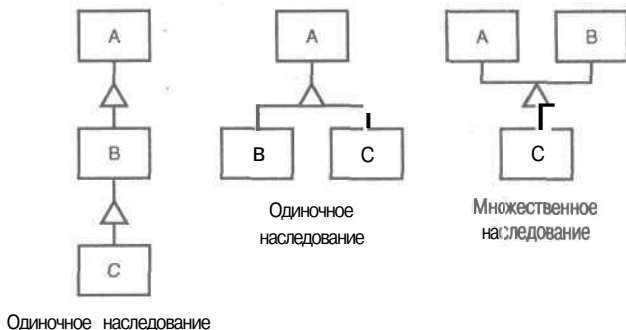 A
B
C
Одиночное наследование
A
B C
Одиночное
наследование
A B
C
Множественное
наследование